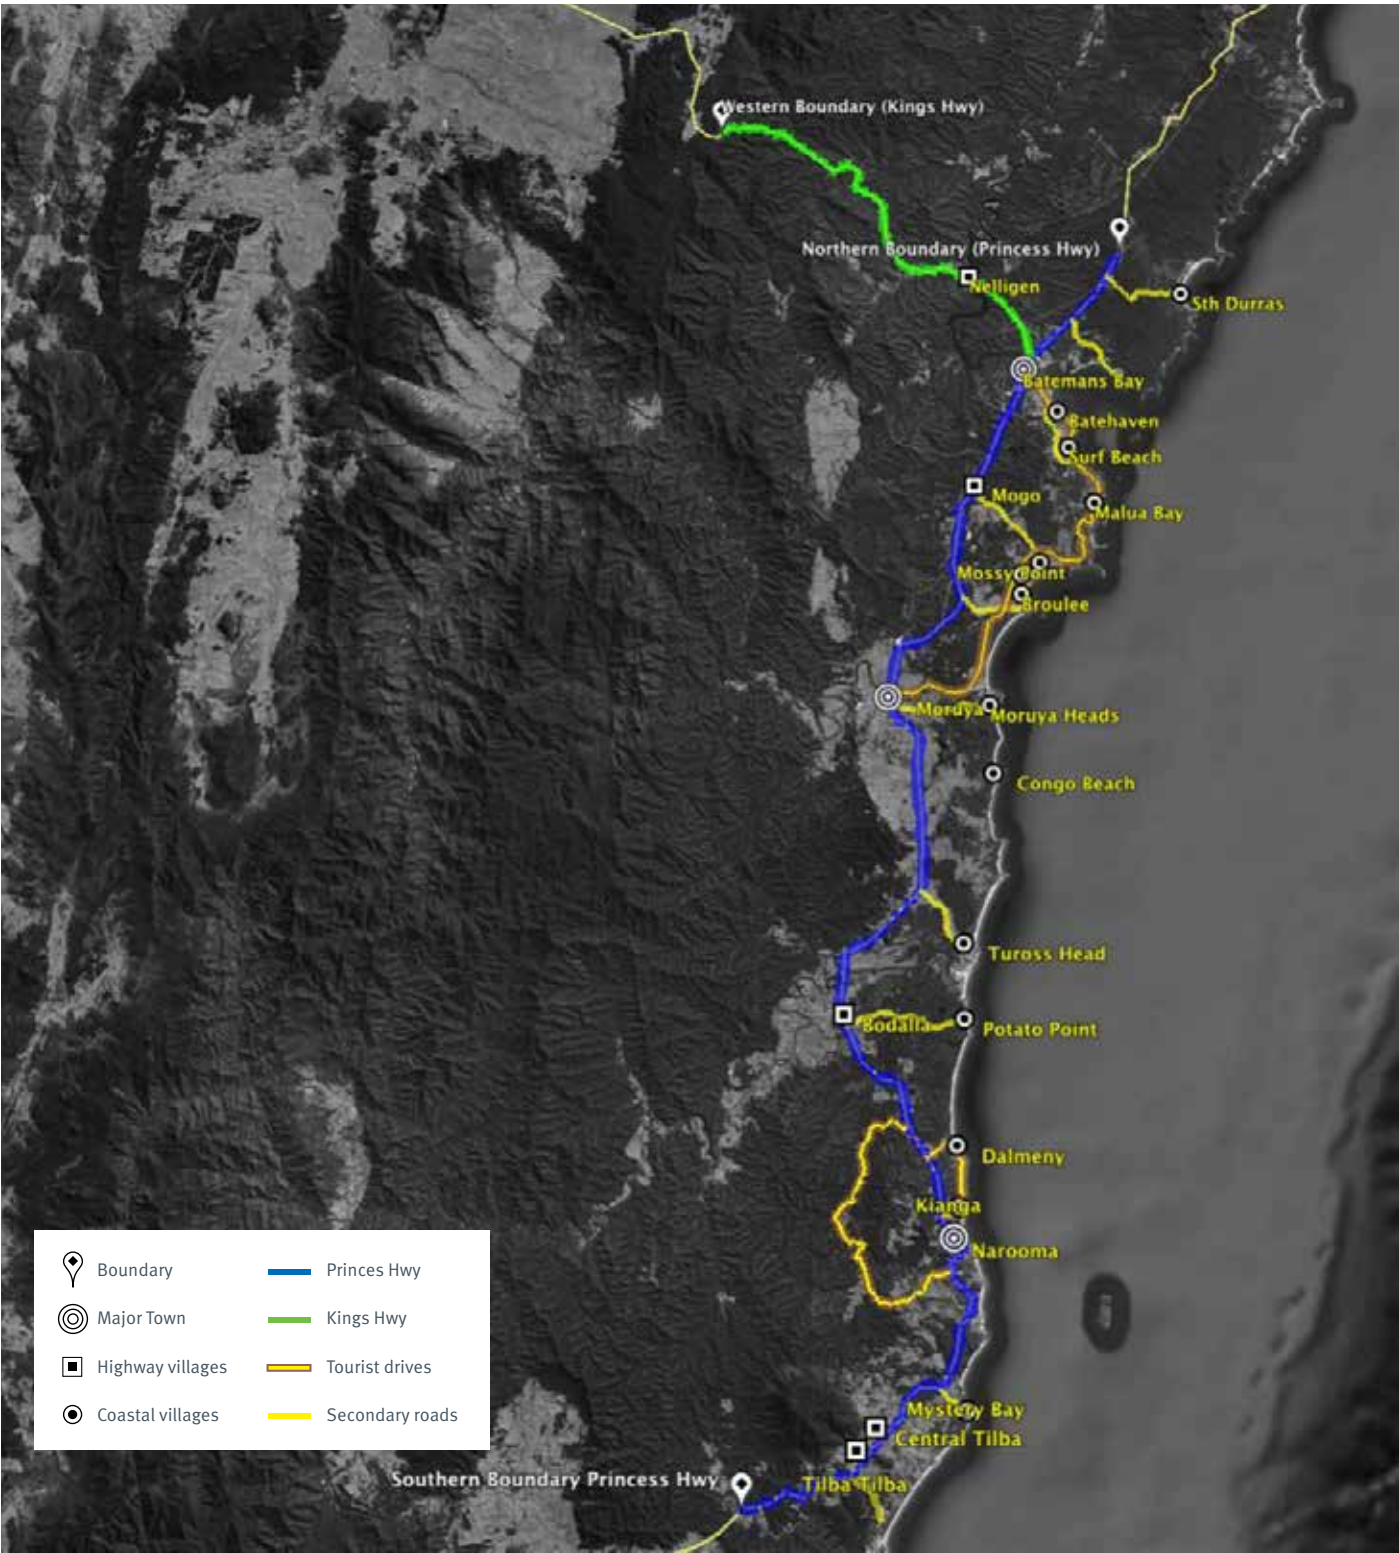 Western Boundary (Kings Hwy)
Northern Boundary (Princess Hwy)
Nelligen
Sth Durras
Batemans Bay
Batehaven
Surf Beach
Mogo
Malua Bay
Mossy Point
Broulee
Moruya
Moruya Heads
Congo Beach
Tuross Head
Bodalla
Potato Point
Dalmeny
Kianga
Narooma
Mystery Bay
Central Tilba
Tilba Tilba
Southern Boundary Princess Hwy
Boundary
Princes Hwy
Major Town
Kings Hwy
Highway villages
Tourist drives
Coastal villages
Secondary roads